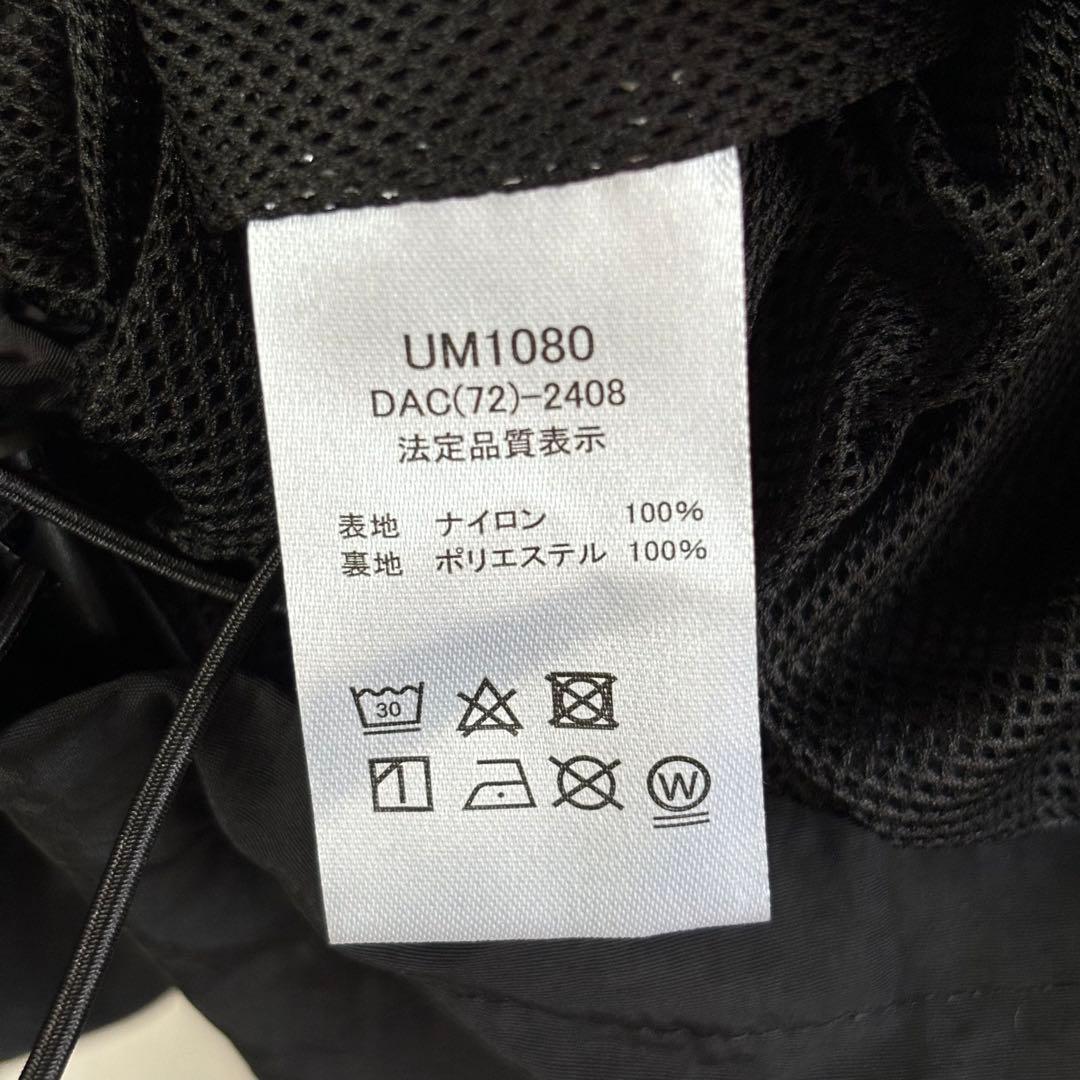 UM1080
DAC(72)-2408
法定品質表示
表地 ナイロン 100%
裏地 ポリエステル 100%
30
W